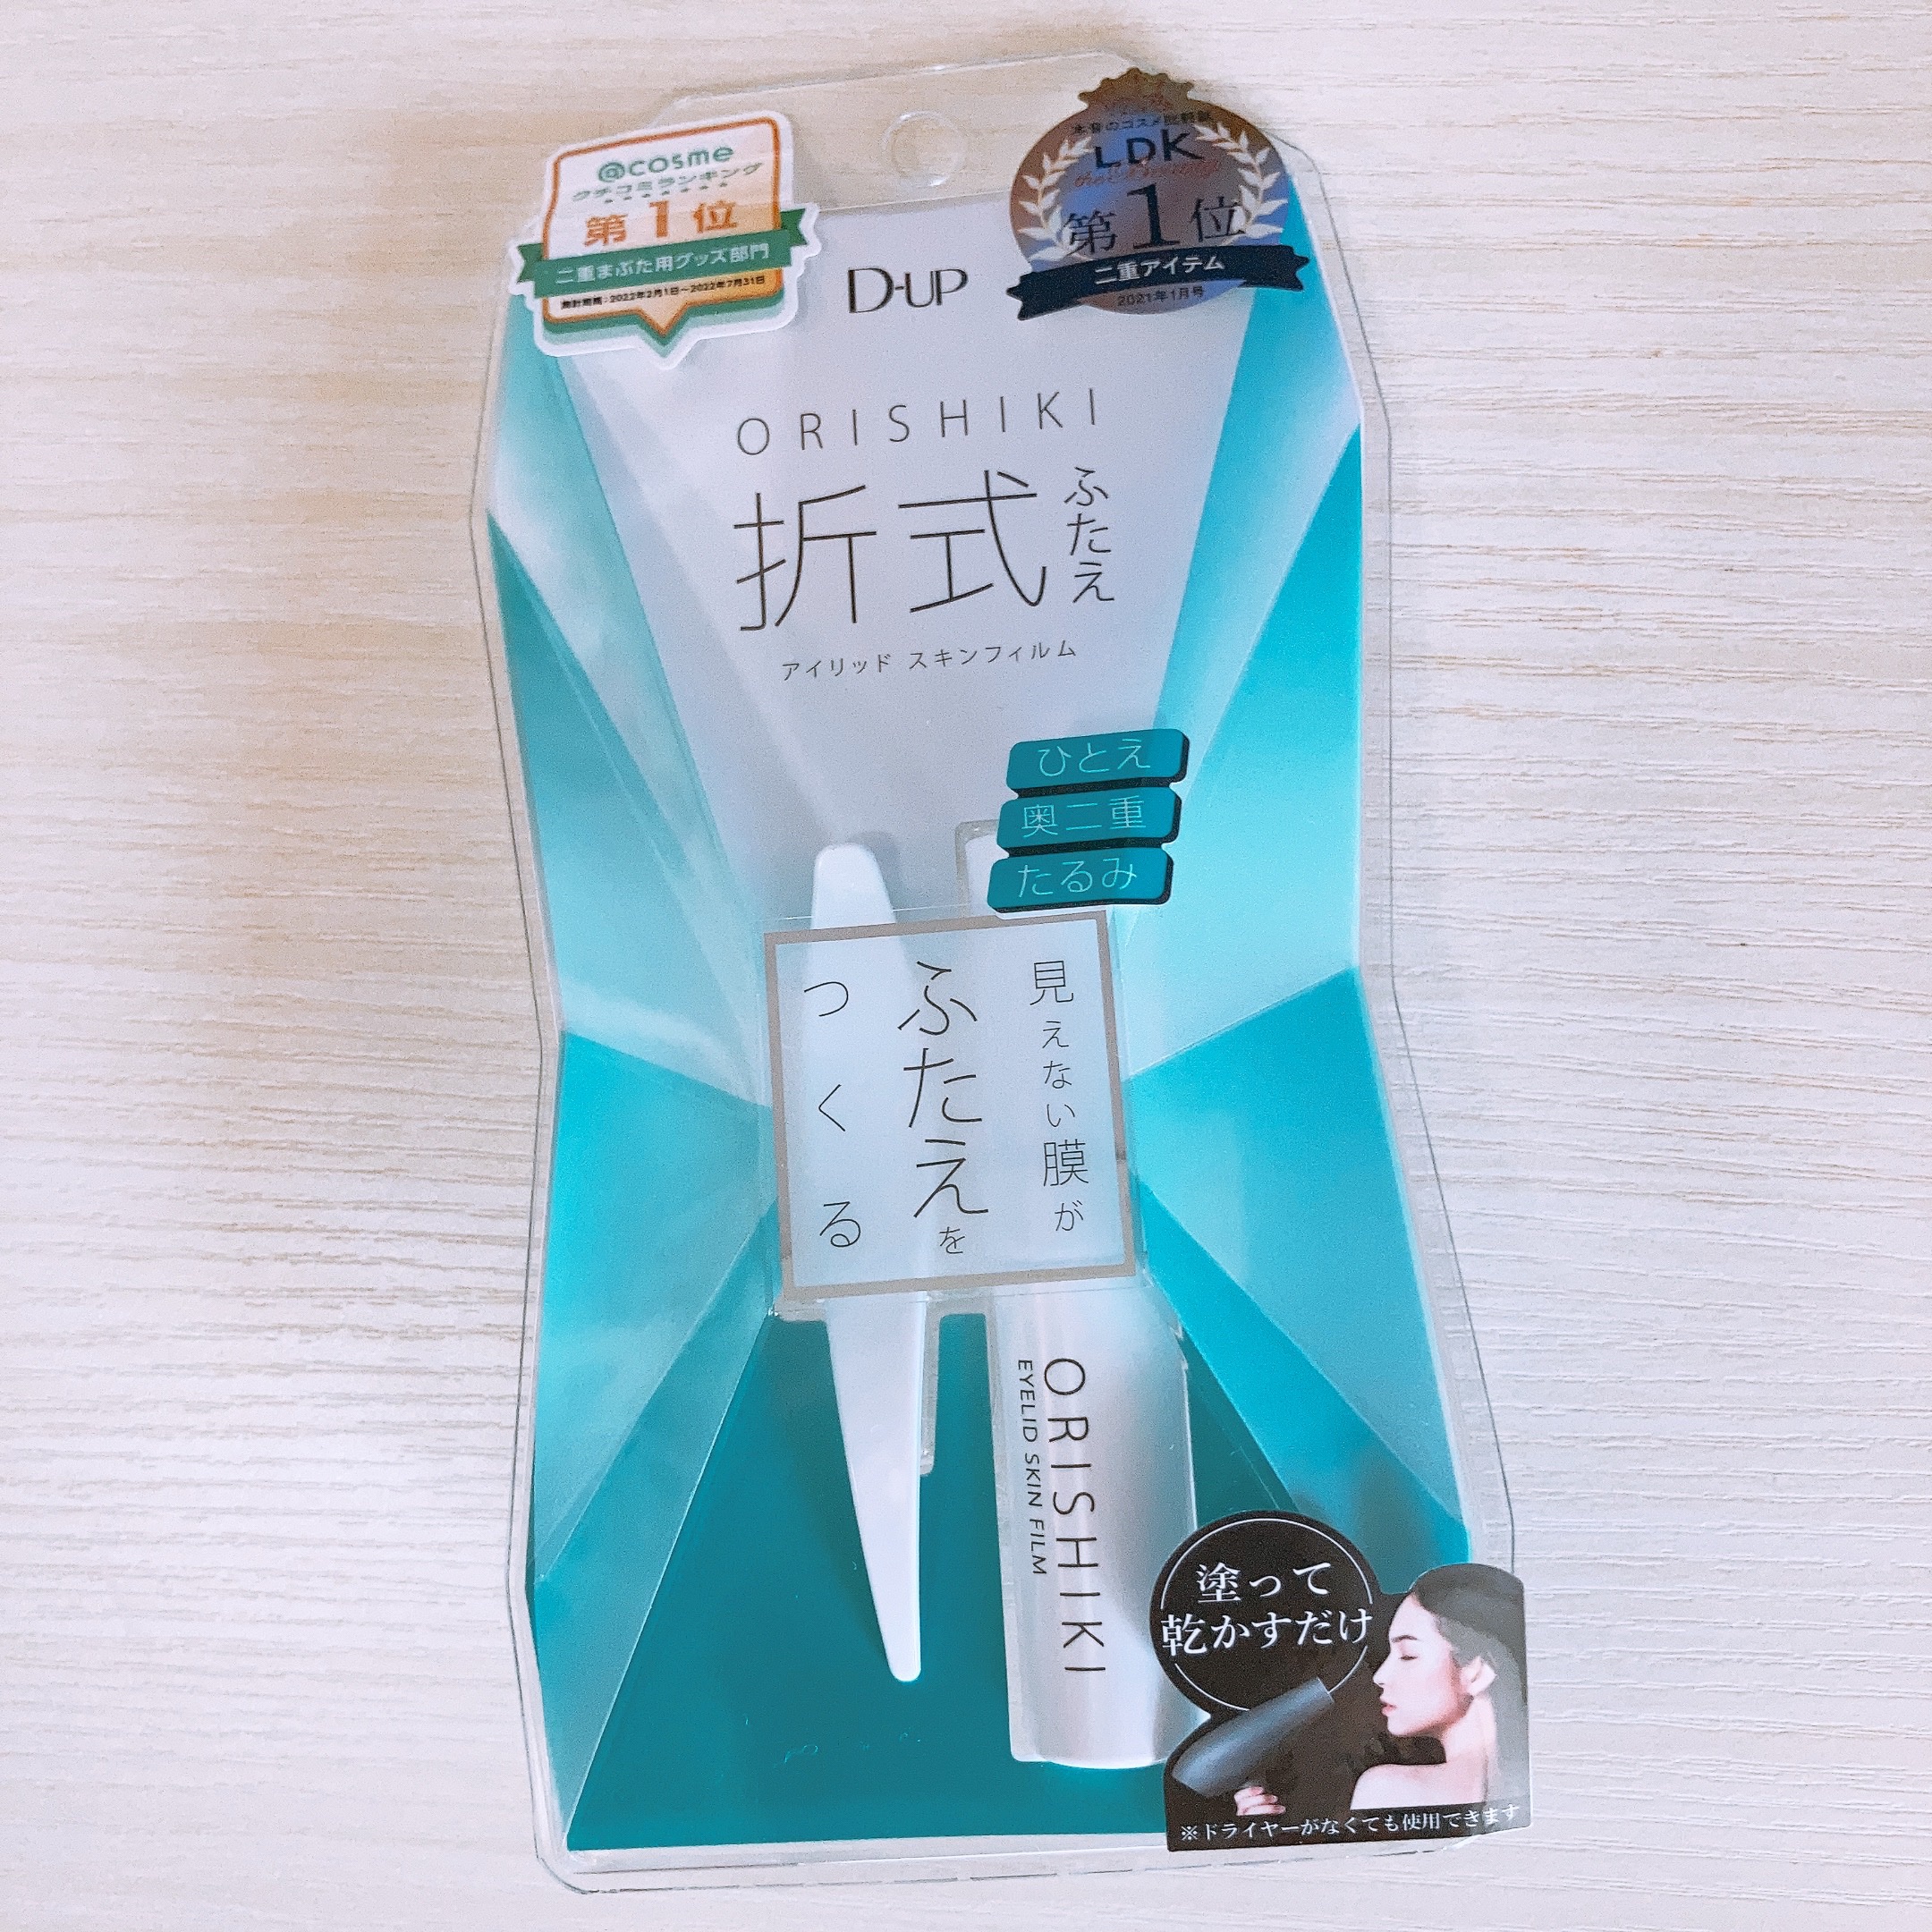 @cosme
クチコミランキング
第1位
二重まぶた用グッズ部門
集計期間：2022年2月1日～2022年7月31日
LDK
the Beauty
第1位
二重アイテム
2021年1月号
D-UP
ORISHIKI
折式
ふたえ
アイリッド スキンフィルム
ひとえ
奥二重
たるみ
見えない膜が
ふたえを
つくる
ORISHIKI
EYELID SKIN FILM
塗って
乾かすだけ
※ドライヤーがなくても使用できます